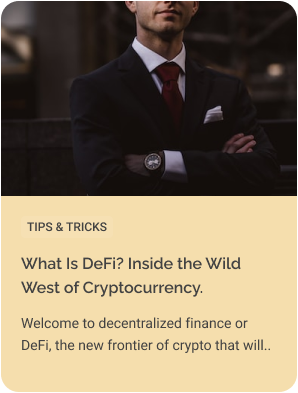 TIPS & TRICKS
What Is DeFi? Inside the Wild
West of Cryptocurrency.
Welcome to decentralized finance or
DeFi, the new frontier of crypto that will..